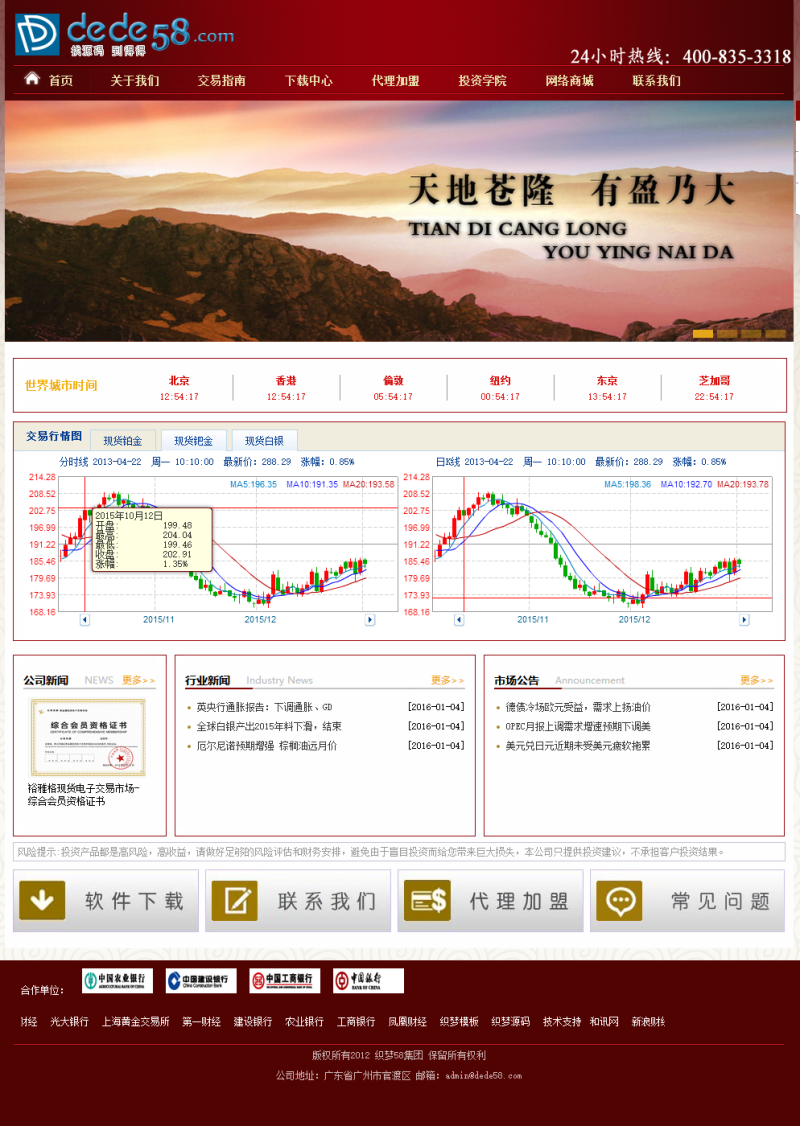 dede58.com
找源码 到得得
24小时热线：400-835-3318
首页 关于我们 交易指南 下载中心 代理加盟 投资学院 网络商城 联系我们
天地苍隆 有盈乃大
TIAN DI CANG LONG
YOU YING NAI DA
世界城市时间
北京 香港 倫敦 纽约 东京 芝加哥
12:54:17 12:54:17 05:54:17 00:54:17 13:54:17 22:54:17
交易行情图 现货铂金 现货钯金 现货白银
分时线 2013-04-22 周一 10:10:00 最新价：288.29 涨幅：0.85%
日K线 2013-04-22 周一 10:10:00 最新价：288.29 涨幅：0.85%
MA5:196.35 MA10:191.35 MA20:193.58
MA5:198.36 MA10:192.70 MA20:193.78
214.28 214.28
208.52 208.52
202.75 202.75
196.99 196.99
191.22 191.22
185.46 185.46
179.69 179.69
173.93 173.93
168.16 168.16
2015年10月12日
开盘: 199.48
最高: 204.04
最低: 199.46
收盘: 202.91
涨幅: 1.35%
2015/11 2015/12 2015/11 2015/12
公司新闻 NEWS 更多>>
综合会员资格证书
CERTIFICATE OF COMPREHENSIVE MEMBERSHIP
裕雅格现货电子交易市场-
综合会员资格证书
行业新闻 Industry News 更多>>
英央行通胀报告：下调通胀、GD [2016-01-04]
全球白银产出2015年料下滑，结束 [2016-01-04]
厄尔尼诺预期增强 棕榈油远月价 [2016-01-04]
市场公告 Announcement 更多>>
德债冷场欧元受益，需求上扬油价 [2016-01-04]
OPEC月报上调需求增速预期下调美 [2016-01-04]
美元兑日元近期未受美元疲软拖累 [2016-01-04]
风险提示:投资产品都是高风险，高收益，请做好足够的风险评估和财务安排，避免由于盲目投资而给您带来巨大损失，本公司只提供投资建议，不承担客户投资结果。
软件下载 联系我们 代理加盟 常见问题
合作单位：
中国农业银行 中国建设银行 中国工商银行 中国银行
AGRICULTURAL BANK OF CHINA China Construction Bank INDUSTRIAL AND COMMERCIAL BANK OF CHINA BANK OF CHINA
财经 光大银行 上海黄金交易所 第一财经 建设银行 农业银行 工商银行 凤凰财经 织梦模板 织梦源码 技术支持 和讯网 新浪财
版权所有2012 织梦58集团 保留所有权利
公司地址：广东省广州市官渡区 邮箱：admin@dede58.com